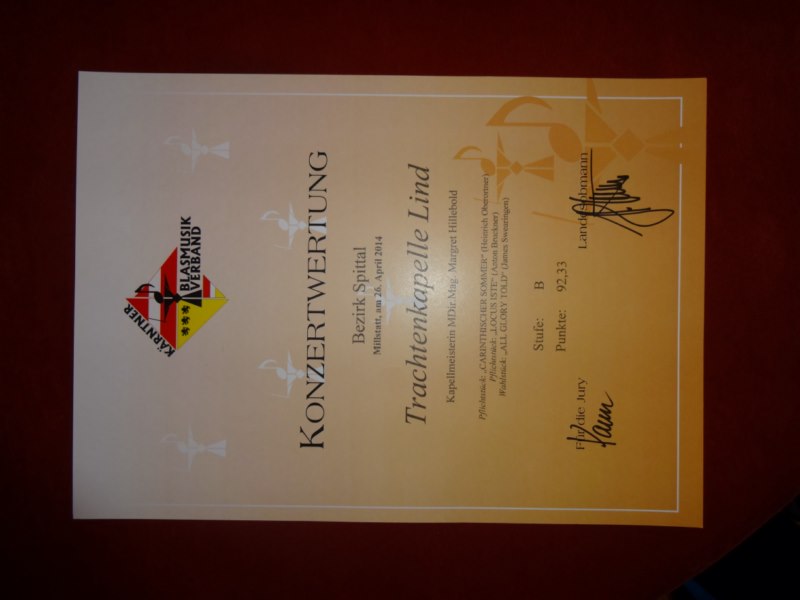 KÄRNTNER
BLASMUSIK
VERBAND
KONZERTWERTUNG
Bezirk Spittal
Millstatt, am 26. April 2014
Trachtenkapelle Lind
Kapellmeisterin MDir.Mag. Margret Hillebold
Pflichtstück: „CARINTHISCHER SOMMER“ (Heinrich Oberortner)
Pflichtstück: „LOCUS ISTE“ (Anton Bruckner)
Wahlstück: „ALL GLORY TOLD“ (James Swearingen)
Stufe: B
Punkte: 92,33
Für die Jury
Landesobmann